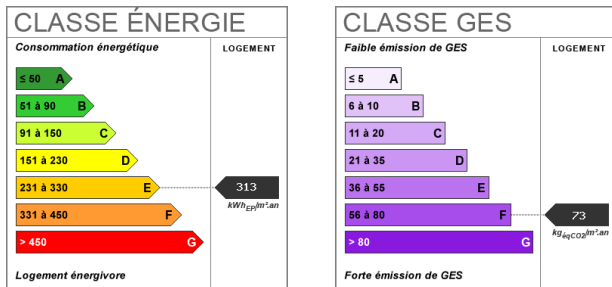 CLASSE ÉNERGIE
Consommation énergétique
LOGEMENT
≤ 50 A
51 à 90 B
91 à 150 C
151 à 230 D
231 à 330 E
313
kWhEP/m².an
331 à 450 F
> 450 G
Logement énergivore
CLASSE GES
Faible émission de GES
LOGEMENT
≤ 5 A
6 à 10 B
11 à 20 C
21 à 35 D
36 à 55 E
56 à 80 F
73
kgéqCO2/m².an
> 80 G
Forte émission de GES